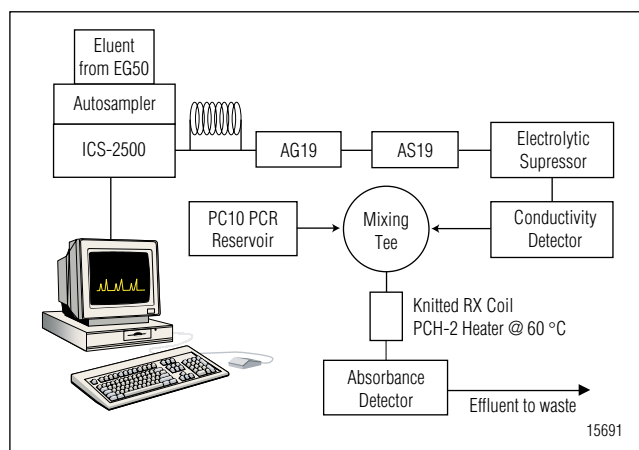 Eluent
from EG50
Autosampler
ICS-2500
AG19
AS19
Electrolytic
Supressor
PC10 PCR
Reservoir
Mixing
Tee
Conductivity
Detector
Knitted RX Coil
PCH-2 Heater @ 60 °C
Absorbance
Detector
Effluent to waste
15691